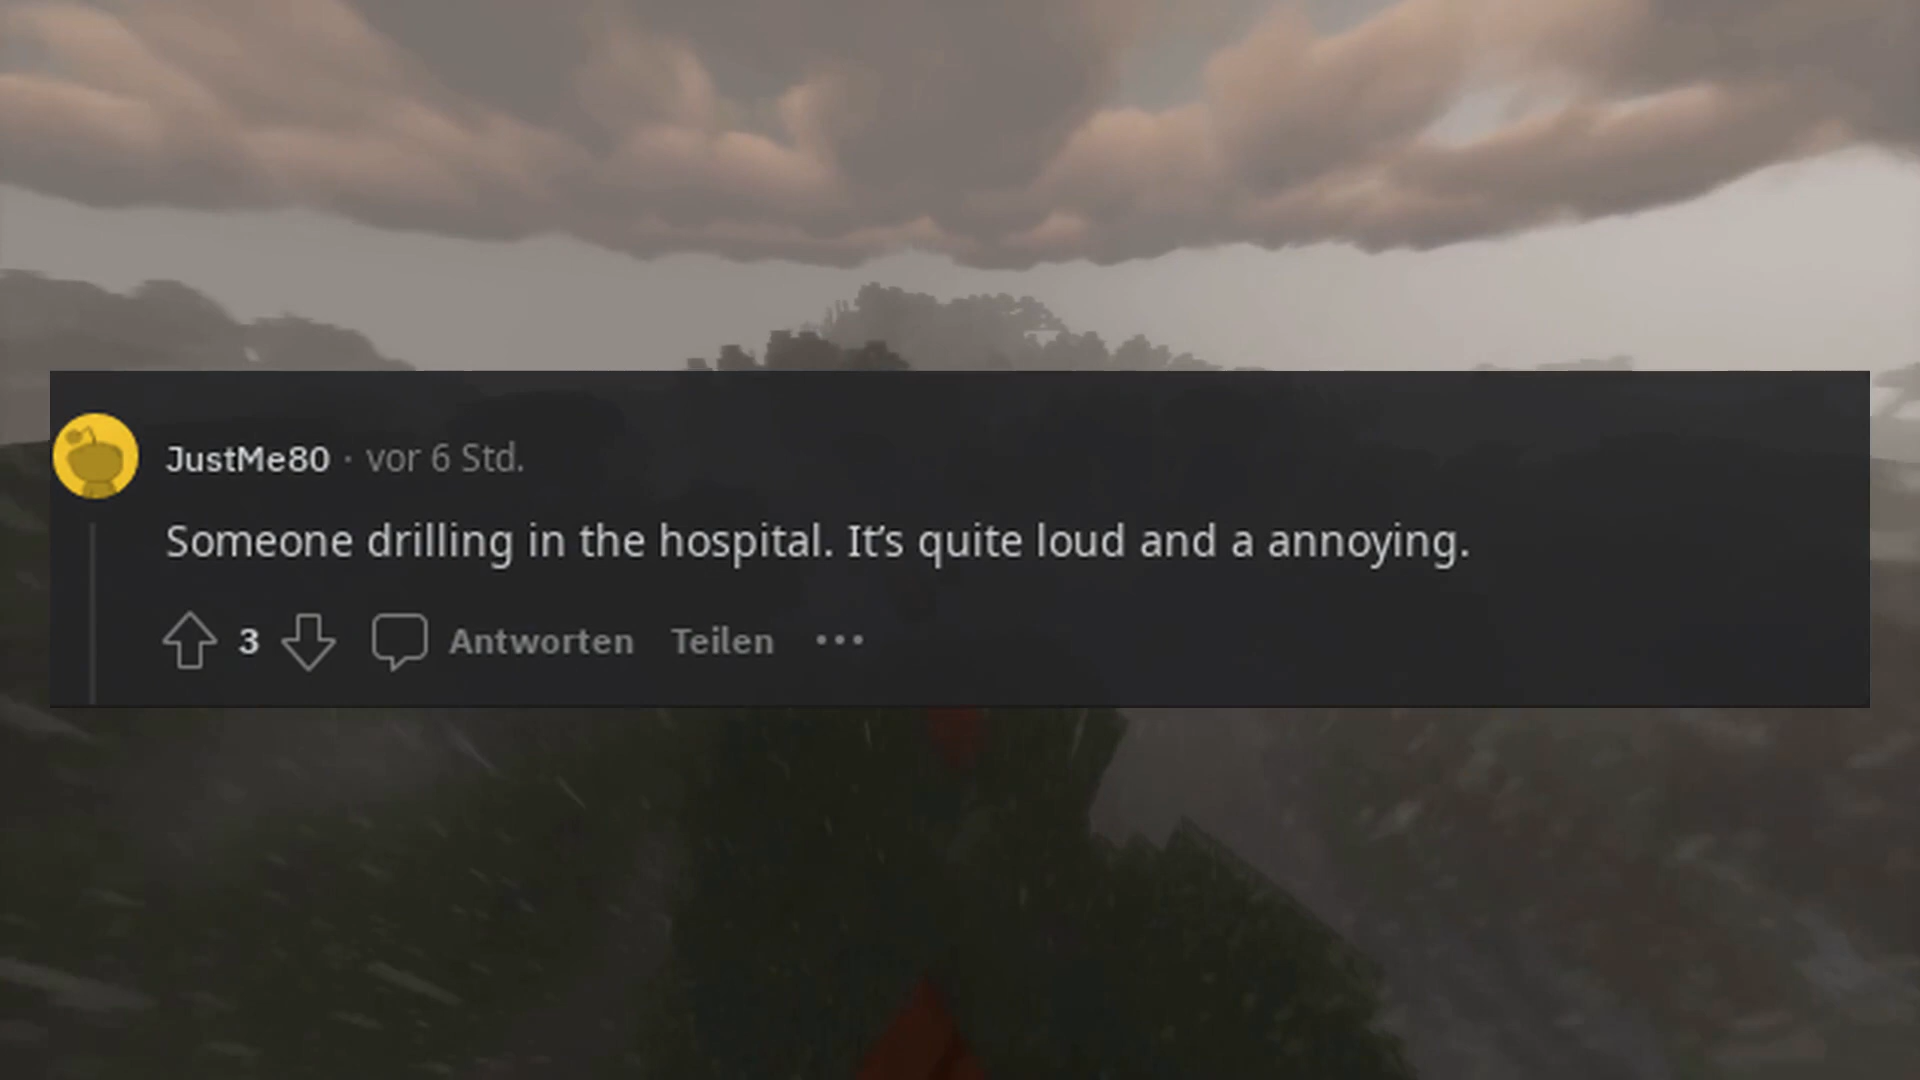 JustMe80 · vor 6 Std.
Someone drilling in the hospital. It’s quite loud and a annoying.
3 Antworten Teilen •••